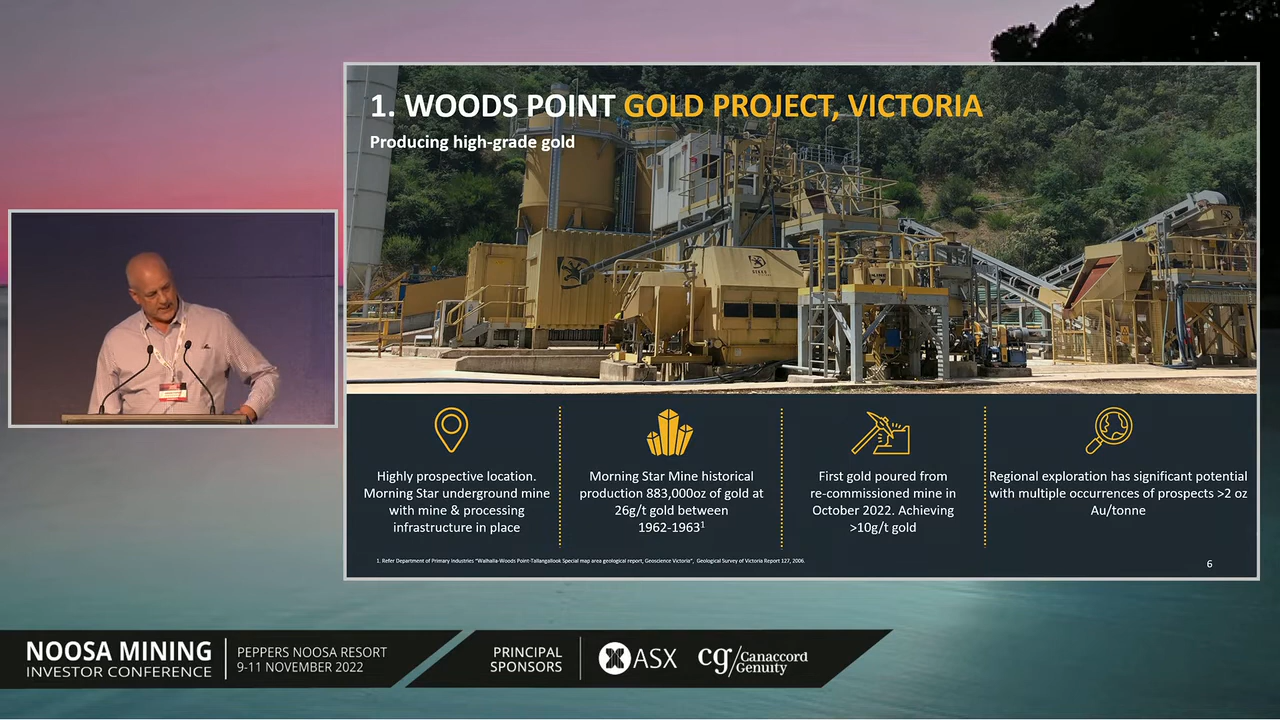 1. WOODS POINT GOLD PROJECT, VICTORIA
Producing high-grade gold
Highly prospective location.
Morning Star underground mine
with mine & processing
infrastructure in place
Morning Star Mine historical
production 883,000oz of gold at
26g/t gold between
1962-1963¹
First gold poured from
re-commissioned mine in
October 2022. Achieving
>10g/t gold
Regional exploration has significant potential
with multiple occurrences of prospects >2 oz
Au/tonne
1. Refer Department of Primary Industries "Walhalla-Woods Point-Tallangallook Special map area geological report, Geoscience Victoria", Geological Survey of Victoria Report 127, 2006.
6
NOOSA MINING
INVESTOR CONFERENCE
PEPPERS NOOSA RESORT
9-11 NOVEMBER 2022
PRINCIPAL
SPONSORS
ASX
cg/Canaccord
Genuity